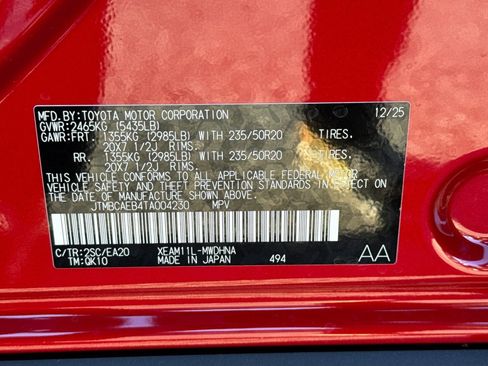 MFD.BY:TOYOTA MOTOR CORPORATION 12/25
GVWR:2465KG (5435LB)
GAWR:FRT. 1355KG (2985LB) WITH 235/50R20 TIRES,
20X7 1/2J RIMS,
RR. 1355KG (2985LB) WITH 235/50R20 TIRES,
20X7 1/2J RIMS,
THIS VEHICLE CONFORMS TO ALL APPLICABLE FEDERAL MOTOR
VEHICLE SAFETY AND THEFT PREVENTION STANDARDS IN EFFECT
ON THE DATE OF MANUFACTURE SHOWN ABOVE.
JTMBCAEB4TA004230 MPV
C/TR:2SC/EA20 XEAM11L-MWDHNA AA
TM:QK10 MADE IN JAPAN 494